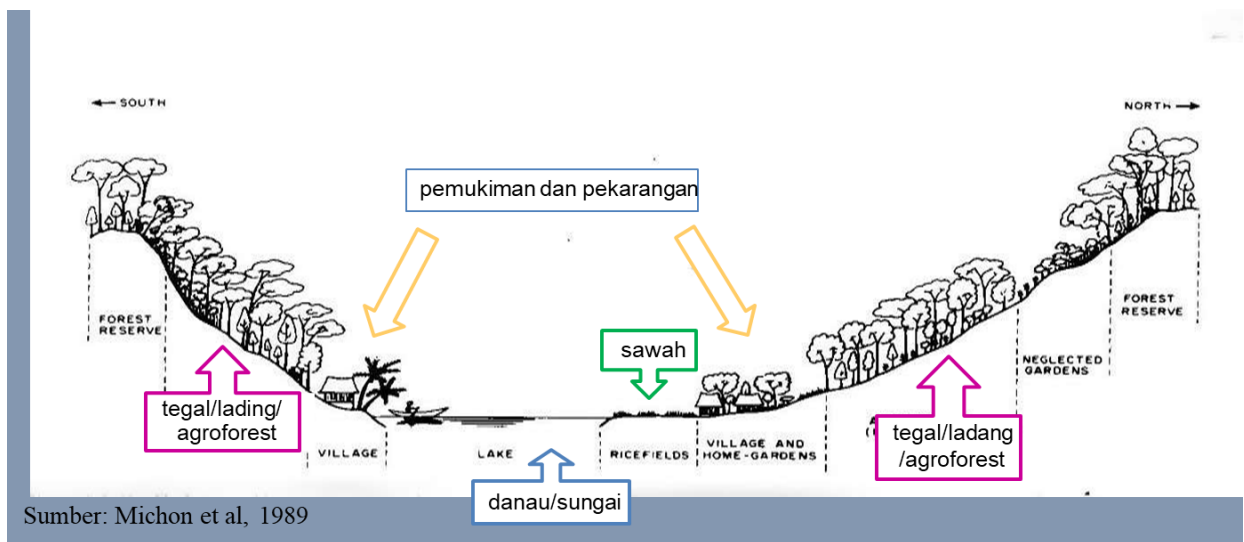 SOUTH
NORTH
pemukiman dan pekarangan
sawah
FOREST
RESERVE
FOREST
RESERVE
NEGLECTED
GARDENS
tegal/lading/
agroforest
tegal/ladang
/agroforest
VILLAGE
LAKE
RICEFIELDS
VILLAGE AND
HOME-GARDENS
danau/sungai
Sumber: Michon et al, 1989